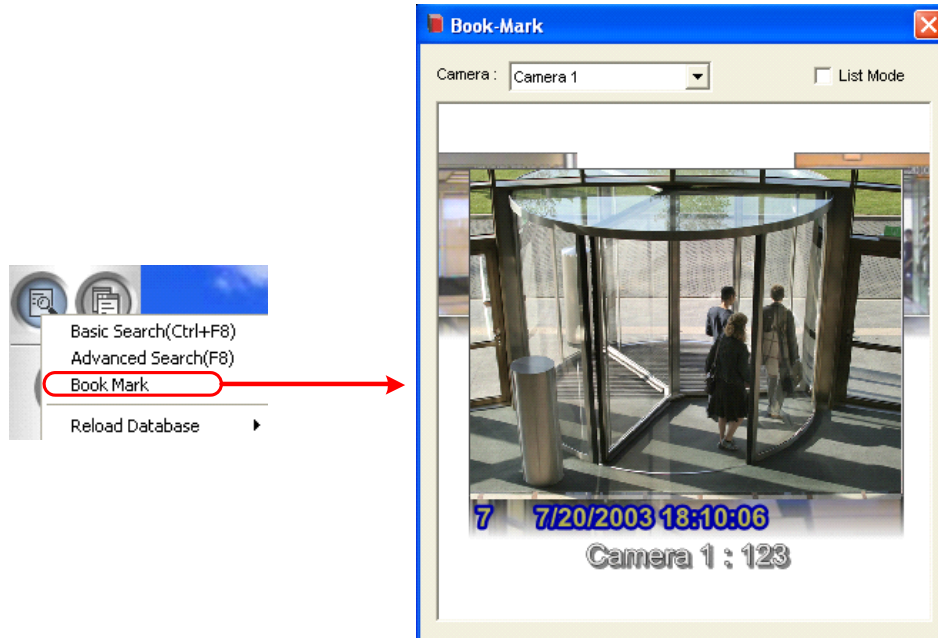 Book-Mark
Camera : Camera 1 List Mode
Basic Search(Ctrl+F8)
Advanced Search(F8)
Book Mark
Reload Database
7 7/20/2003 18:10:06
Camera 1 : 123